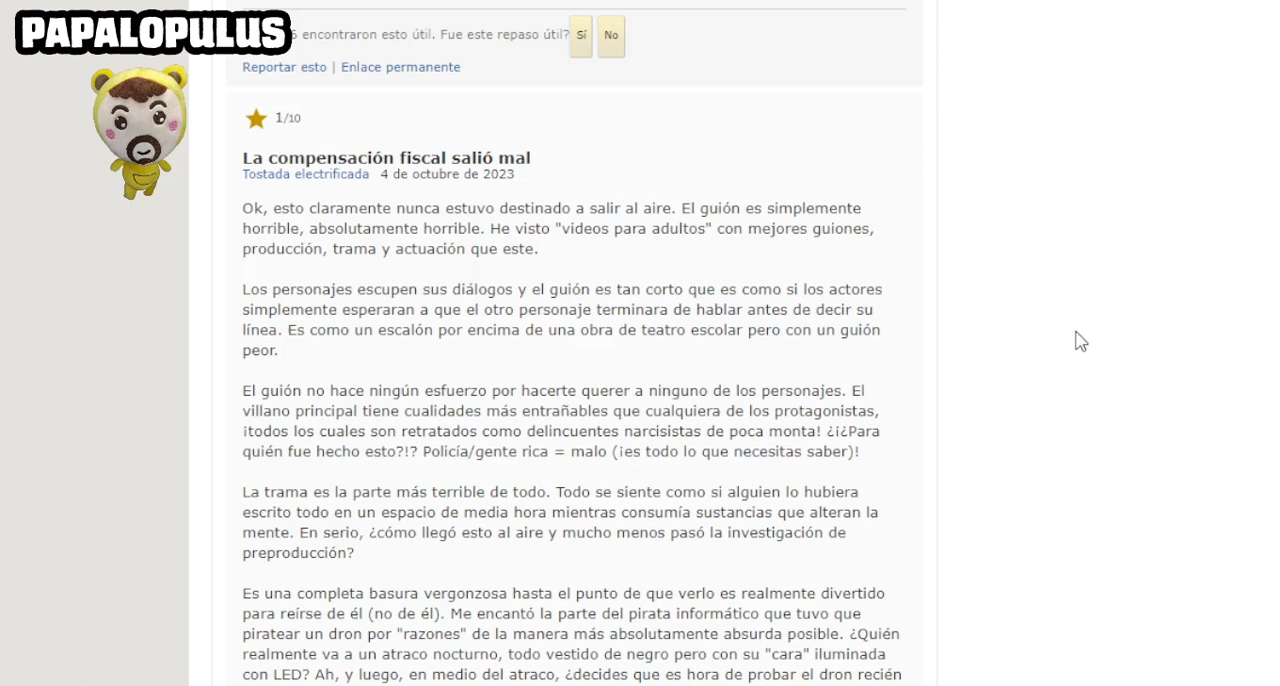 PAPALOPULUS
6 encontraron esto útil. Fue este repaso útil? Sí No
Reportar esto | Enlace permanente
1/10
La compensación fiscal salió mal
Tostada electrificada 4 de octubre de 2023
Ok, esto claramente nunca estuvo destinado a salir al aire. El guión es simplemente
horrible, absolutamente horrible. He visto "videos para adultos" con mejores guiones,
producción, trama y actuación que este.
Los personajes escupen sus diálogos y el guión es tan corto que es como si los actores
simplemente esperaran a que el otro personaje terminara de hablar antes de decir su
línea. Es como un escalón por encima de una obra de teatro escolar pero con un guión
peor.
El guión no hace ningún esfuerzo por hacerte querer a ninguno de los personajes. El
villano principal tiene cualidades más entrañables que cualquiera de los protagonistas,
¡todos los cuales son retratados como delincuentes narcisistas de poca monta! ¿¡¿Para
quién fue hecho esto?!? Policía/gente rica = malo (¡es todo lo que necesitas saber)!
La trama es la parte más terrible de todo. Todo se siente como si alguien lo hubiera
escrito todo en un espacio de media hora mientras consumía sustancias que alteran la
mente. En serio, ¿cómo llegó esto al aire y mucho menos pasó la investigación de
preproducción?
Es una completa basura vergonzosa hasta el punto de que verlo es realmente divertido
para reírse de él (no de él). Me encantó la parte del pirata informático que tuvo que
piratear un dron por "razones" de la manera más absolutamente absurda posible. ¿Quién
realmente va a un atraco nocturno, todo vestido de negro pero con su "cara" iluminada
con LED? Ah, y luego, en medio del atraco, ¿decides que es hora de probar el dron recién